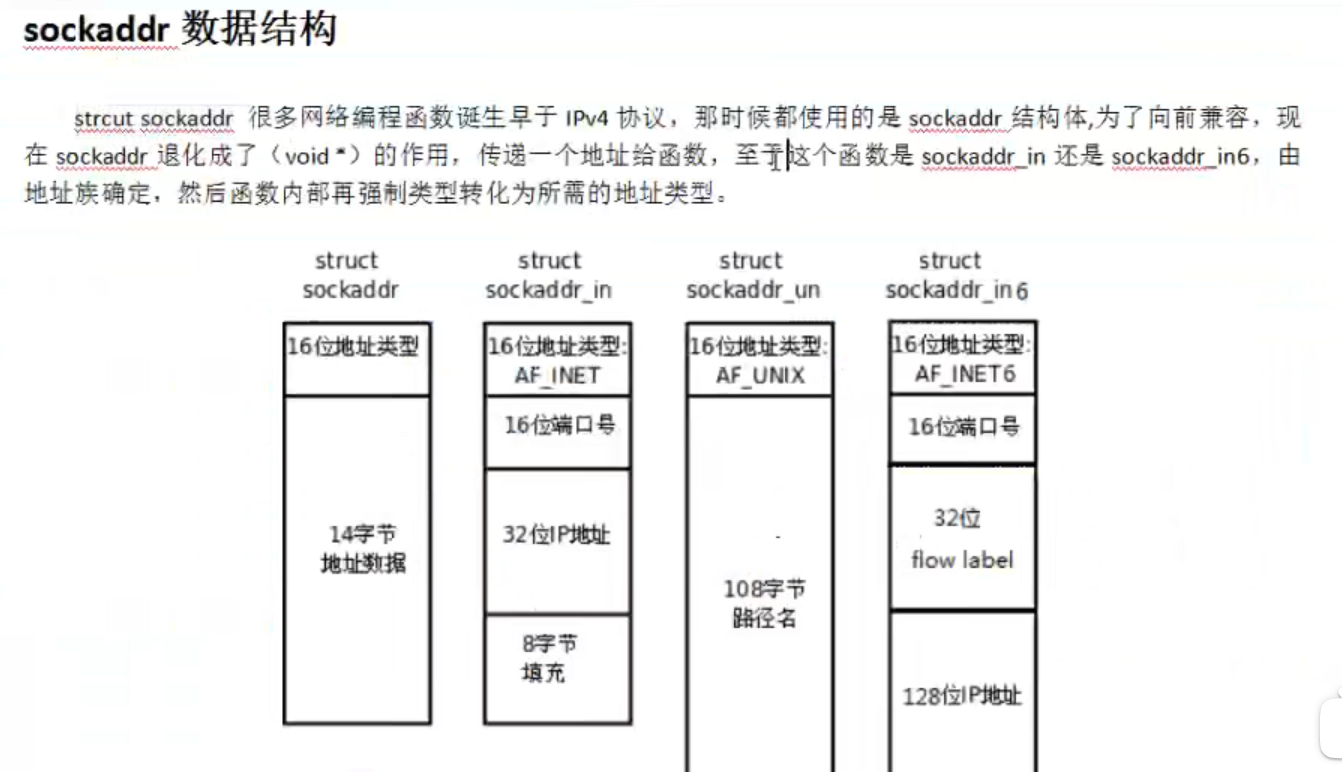 sockaddr 数据结构
strcut sockaddr 很多网络编程函数诞生早于 IPv4 协议，那时候都使用的是 sockaddr 结构体,为了向前兼容，现
在 sockaddr 退化成了（void *）的作用，传递一个地址给函数，至于这个函数是 sockaddr_in 还是 sockaddr_in6，由
地址族确定，然后函数内部再强制类型转化为所需的地址类型。
struct
sockaddr
16位地址类型
14字节
地址数据
struct
sockaddr_in
16位地址类型:
AF_INET
16位端口号
32位IP地址
8字节
填充
struct
sockaddr_un
16位地址类型:
AF_UNIX
108字节
路径名
struct
sockaddr_in6
16位地址类型:
AF_INET6
16位端口号
32位
flow label
128位IP地址